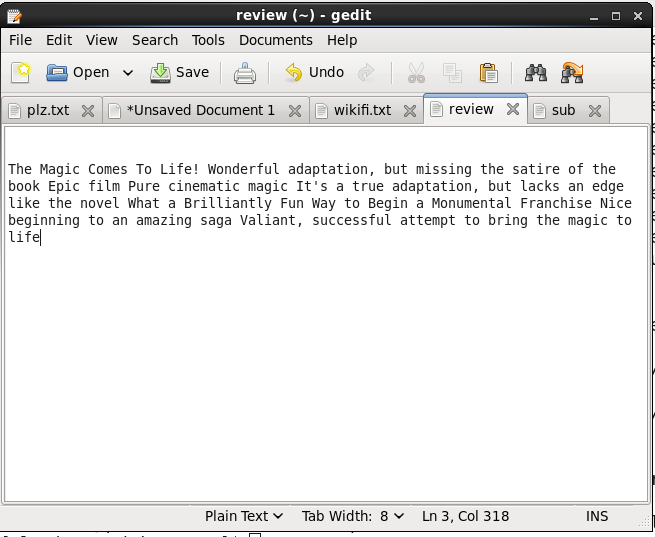 review (~) - gedit
File Edit View Search Tools Documents Help
Open Save Undo
plz.txt *Unsaved Document 1 wikifi.txt review sub
The Magic Comes To Life! Wonderful adaptation, but missing the satire of the
book Epic film Pure cinematic magic It's a true adaptation, but lacks an edge
like the novel What a Brilliantly Fun Way to Begin a Monumental Franchise Nice
beginning to an amazing saga Valiant, successful attempt to bring the magic to
life
Plain Text Tab Width: 8 Ln 3, Col 318 INS